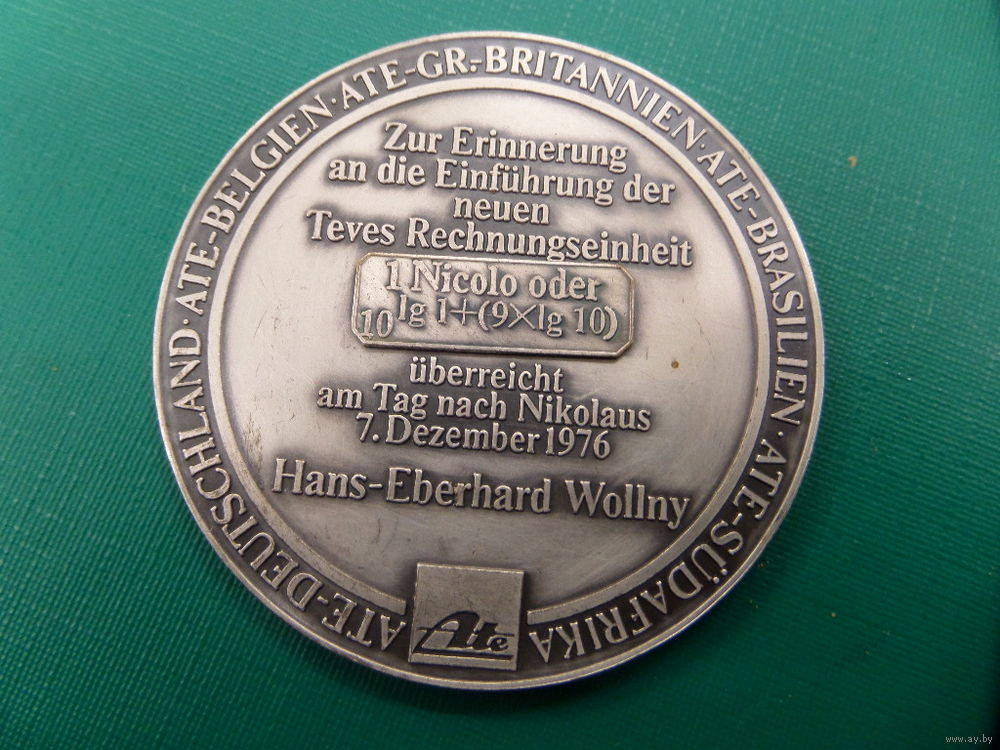 ATE-DEUTSCHLAND·ATE-BELGIEN·ATE-GR.-BRITANNIEN·ATE-BRASILIEN·ATE-SÜDAFRIKA
Zur Erinnerung
an die Einführung der
neuen
Teves Rechnungseinheit
1 Nicolo oder
10 lg 1+(9×lg 10)
überreicht
am Tag nach Nikolaus
7. Dezember 1976
Hans-Eberhard Wollny
Ate
www.ay.by